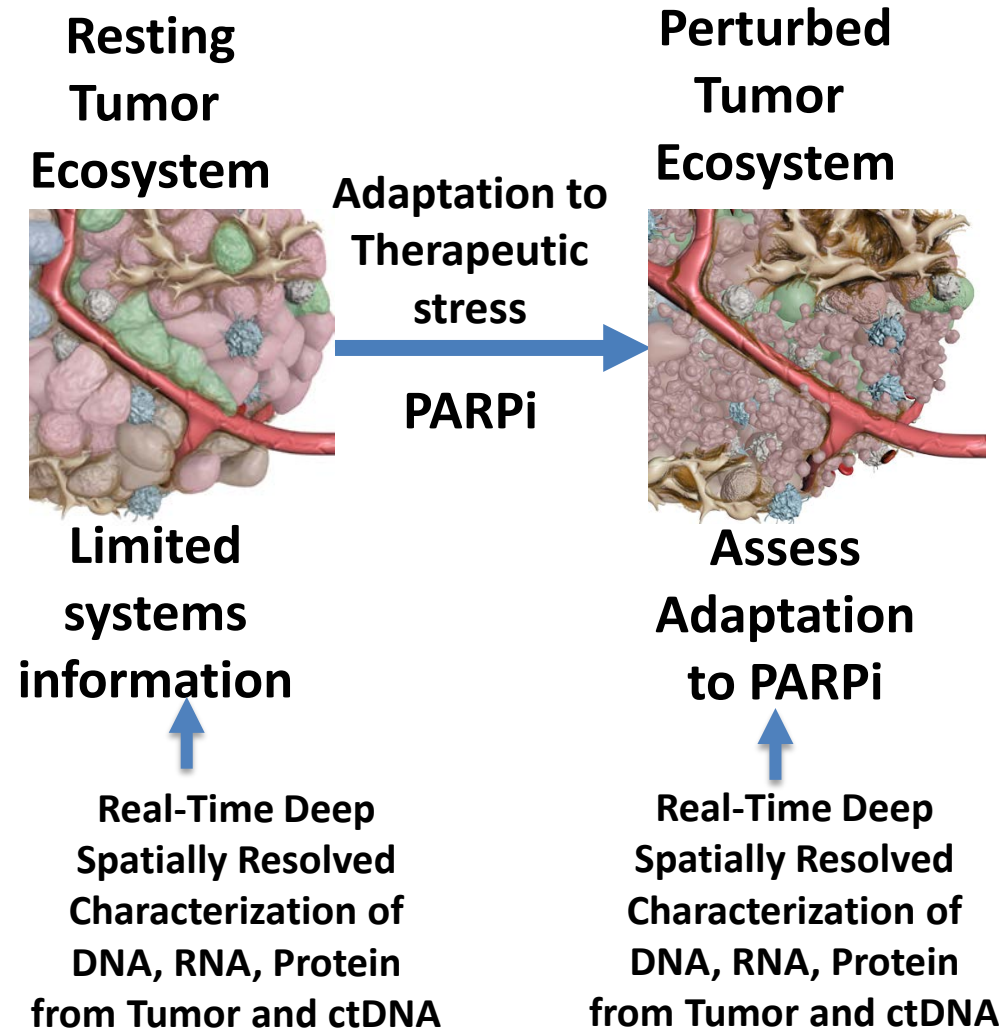 Resting
Tumor
Ecosystem
Adaptation to
Therapeutic
stress
PARPi
Perturbed
Tumor
Ecosystem
Limited
systems
information
Assess
Adaptation
to PARPi
Real-Time Deep
Spatially Resolved
Characterization of
DNA, RNA, Protein
from Tumor and ctDNA
Real-Time Deep
Spatially Resolved
Characterization of
DNA, RNA, Protein
from Tumor and ctDNA